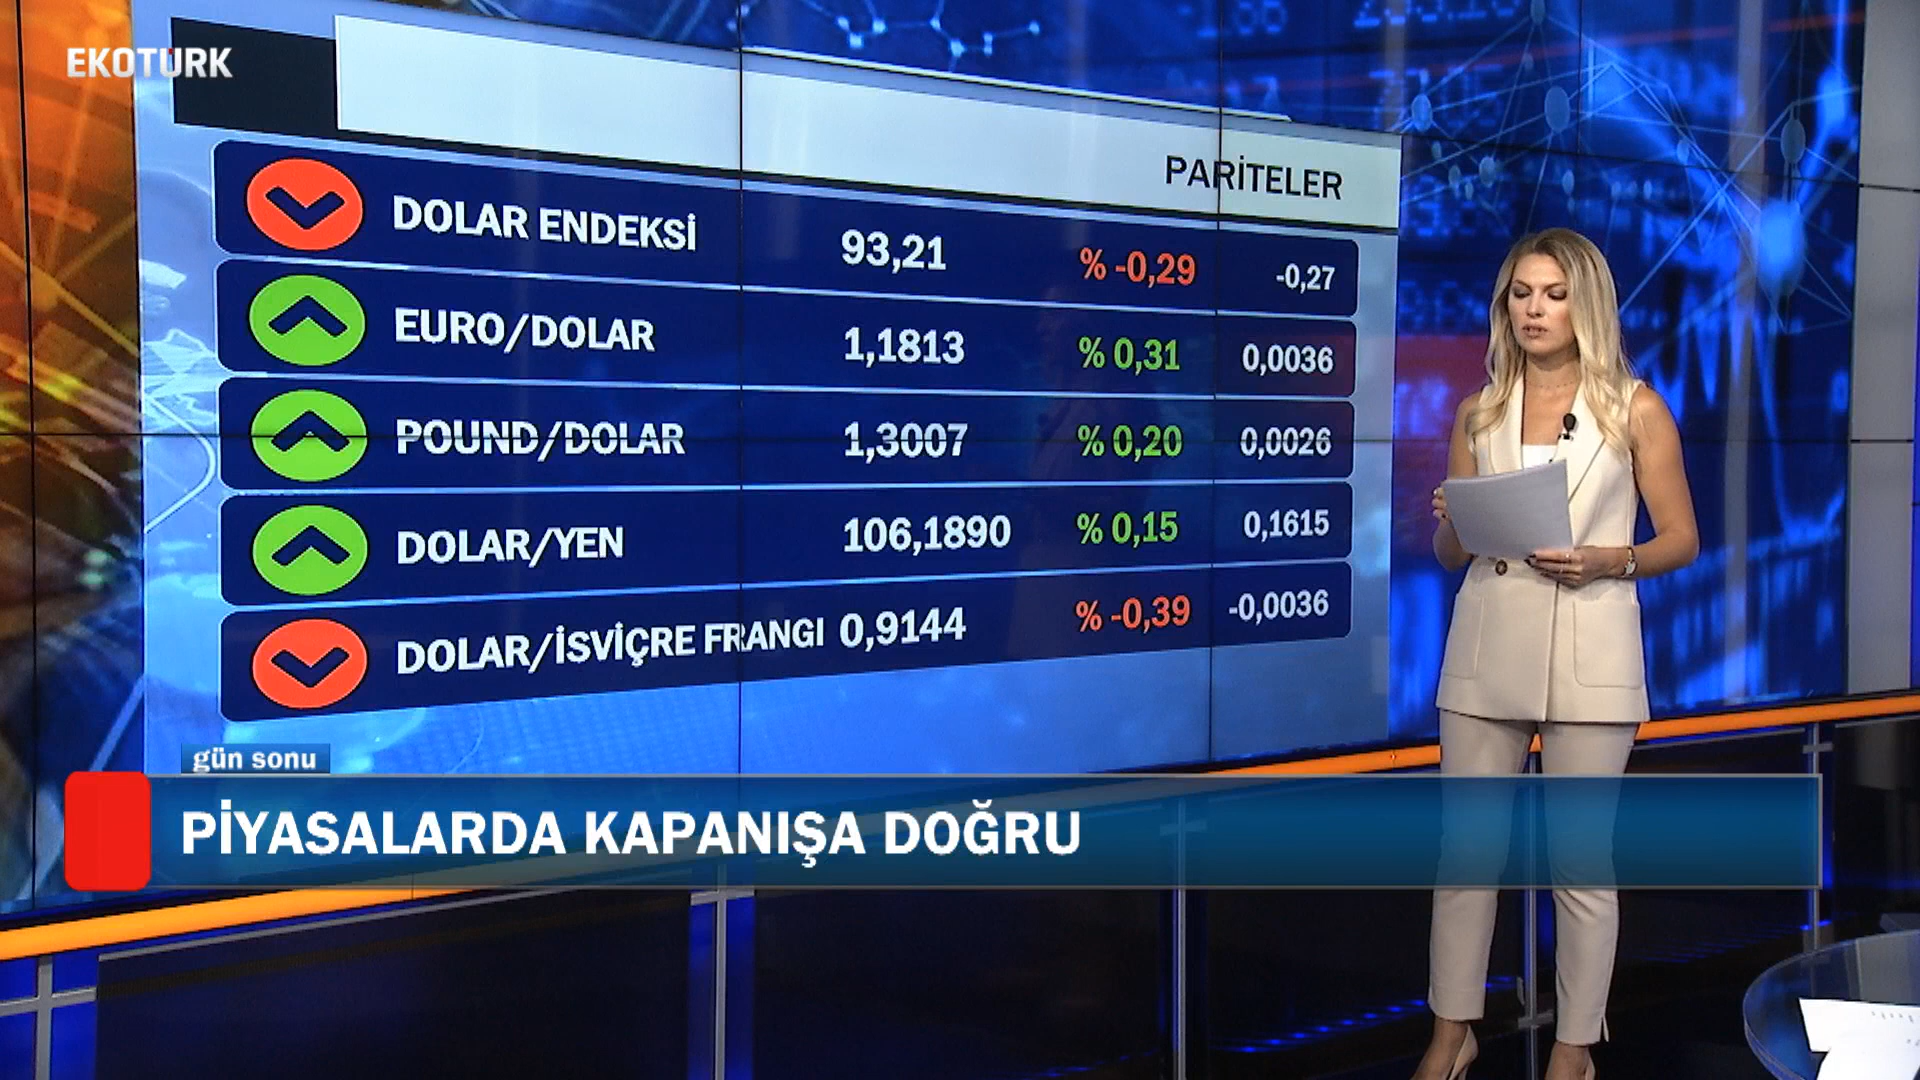 EKOTÜRK
PARİTELER
DOLAR ENDEKSİ 93,21 % -0,29 -0,27
EURO/DOLAR 1,1813 % 0,31 0,0036
POUND/DOLAR 1,3007 % 0,20 0,0026
DOLAR/YEN 106,1890 % 0,15 0,1615
DOLAR/İSVİÇRE FRANGI 0,9144 % -0,39 -0,0036
gün sonu
PİYASALARDA KAPANIŞA DOĞRU